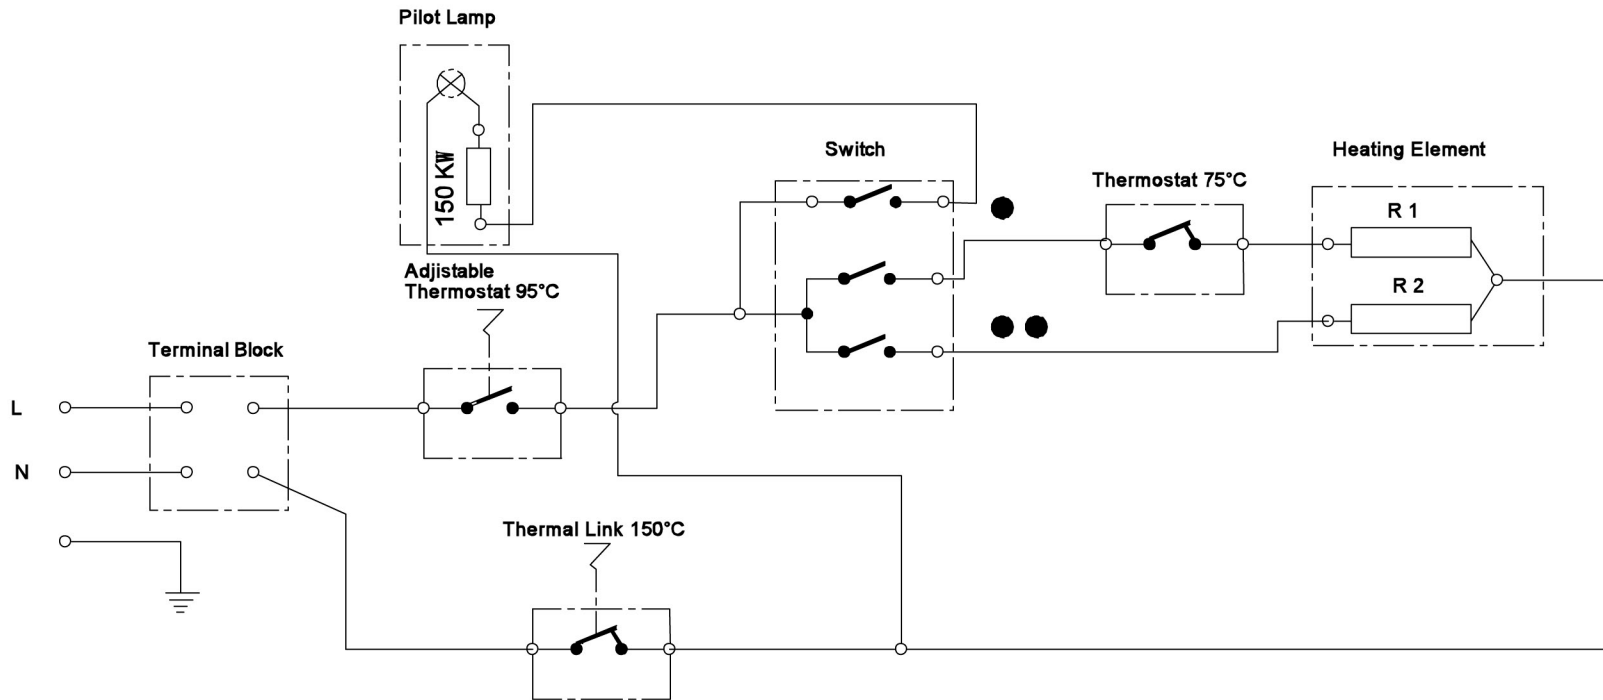 Pilot Lamp
150 KW
Switch
Thermostat 75°C
Heating Element
R 1
R 2
Adjistable
Thermostat 95°C
Terminal Block
L
N
Thermal Link 150°C